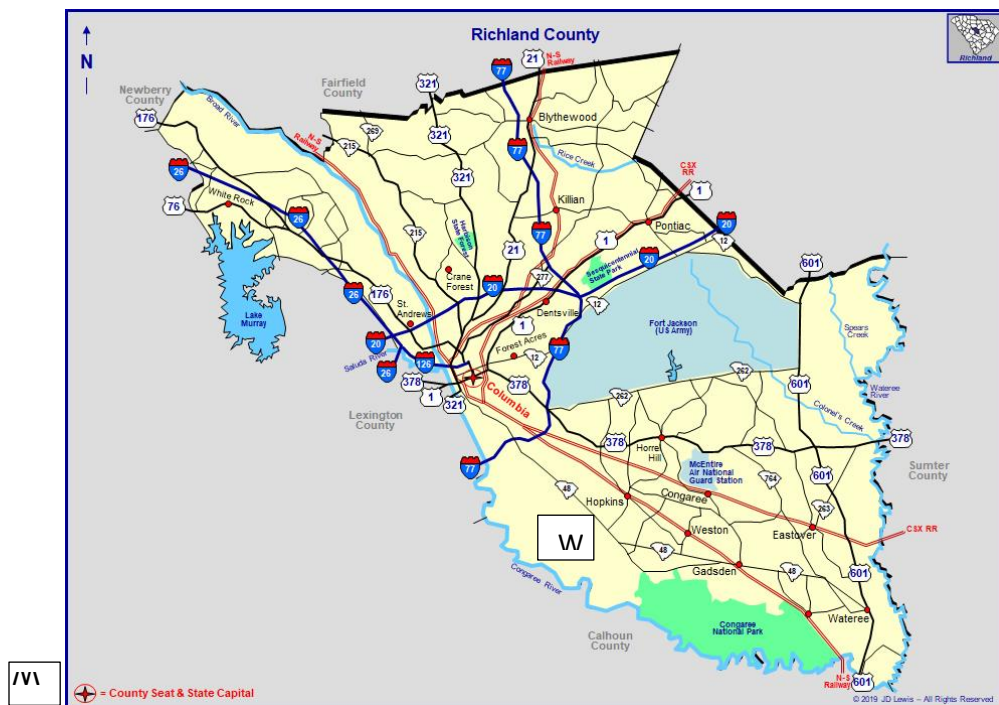 Richland County
N
Richland
Newberry
County
Fairfield
County
Broad River
N-S
Railway
N-S
Railway
21
77
321
176
215
269
321
Blythewood
77
Rice Creek
CSX
RR
1
26
76
White Rock
26
215
Harbison
State Forest
321
Killian
77
21
1
Pontiac
20
12
601
Sesquicentennial
State Park
20
277
Crane
Forest
20
26
176
Lake
Murray
St.
Andrews
Dentsville
12
Fort Jackson
(US Army)
Spears
Creek
1
Forest Acres
77
20
126
Saluda River
26
12
378
378
1
321
Columbia
262
262
601
Wateree
River
Colonel's Creek
Lexington
County
378
Horrel
Hill
378
378
Sumter
County
77
McEntire
Air National
Guard Station
601
48
Hopkins
Congaree
764
263
Eastover
CSX RR
Weston
48
Gadsden
48
601
Congaree River
Wateree
Congaree
National Park
Calhoun
County
N-S
Railway
601
= County Seat & State Capital
© 2019 JD Lewis – All Rights Reserved